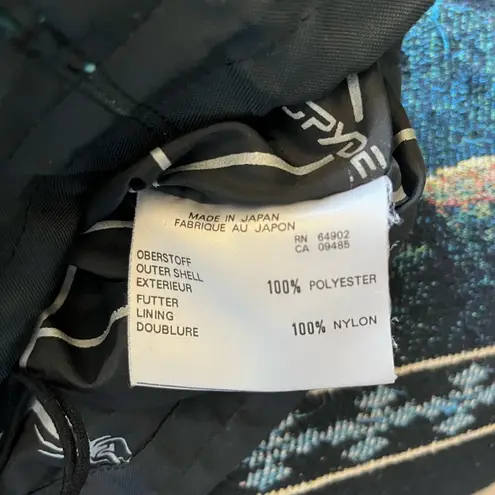 SPYDE
MADE IN JAPAN
FABRIQUE AU JAPON
RN 64902
CA 09485
OBERSTOFF
OUTER SHELL
EXTERIEUR 100% POLYESTER
FUTTER
LINING
DOUBLURE 100% NYLON